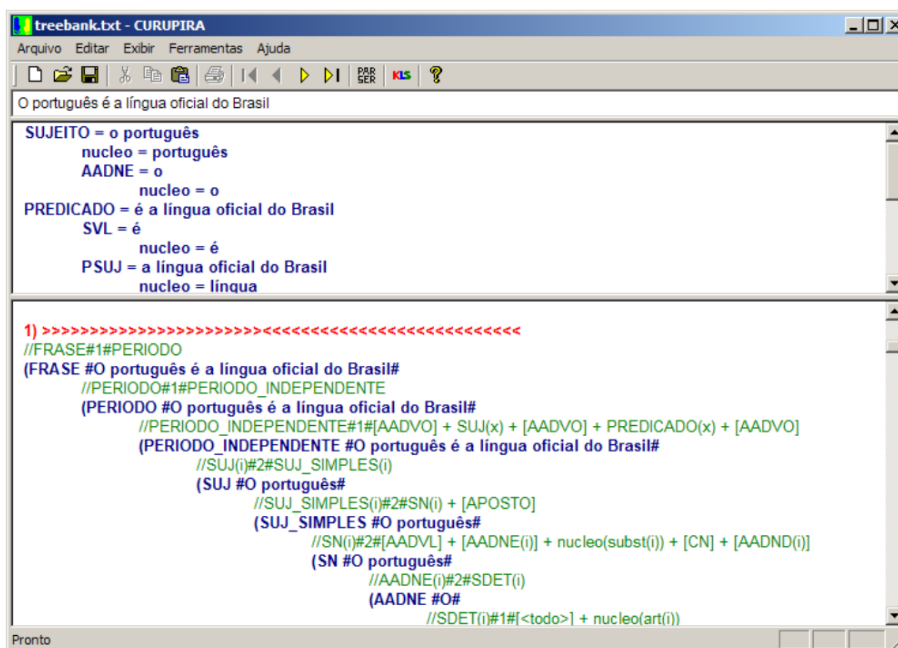 treebank.txt - CURUPIRA
Arquivo Editar Exibir Ferramentas Ajuda
PAR SER KLS
O português é a língua oficial do Brasil
SUJEITO = o português
nucleo = português
AADNE = o
nucleo = o
PREDICADO = é a língua oficial do Brasil
SVL = é
nucleo = é
PSUJ = a língua oficial do Brasil
nucleo = língua
1) >>>>>>>>>>>>>>>>>>>>>>><<<<<<<<<<<<<<<<<<<<<<<<<<<
//FRASE#1#PERIODO
(FRASE #O português é a língua oficial do Brasil#
//PERIODO#1#PERIODO_INDEPENDENTE
(PERIODO #O português é a língua oficial do Brasil#
//PERIODO_INDEPENDENTE#1#[AADVO] + SUJ(x) + [AADVO] + PREDICADO(x) + [AADVO]
(PERIODO_INDEPENDENTE #O português é a língua oficial do Brasil#
//SUJ(i)#2#SUJ_SIMPLES(i)
(SUJ #O português#
//SUJ_SIMPLES(i)#2#SN(i) + [APOSTO]
(SUJ_SIMPLES #O português#
//SN(i)#2#[AADVL] + [AADNE(i)] + nucleo(subst(i)) + [CN] + [AADND(i)]
(SN #O português#
//AADNE(i)#2#SDET(i)
(AADNE #O#
//SDET(i)#1#[<todo>] + nucleo(art(i))
Pronto